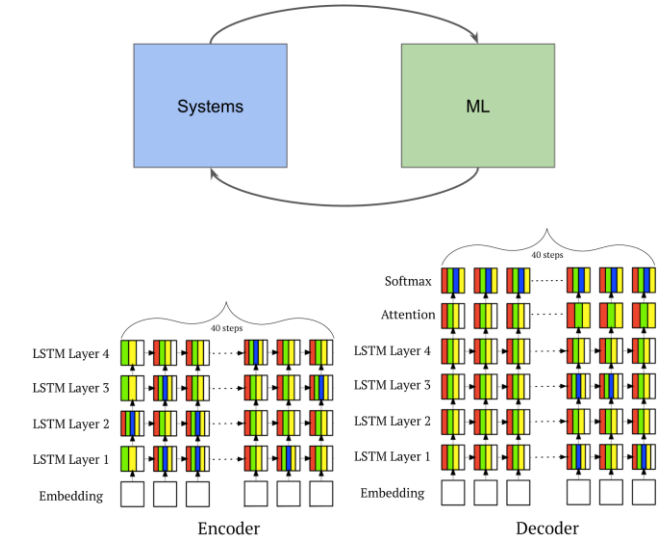 Systems
ML
40 steps
Softmax
Attention
LSTM Layer 4
LSTM Layer 3
LSTM Layer 2
LSTM Layer 1
Embedding
Decoder
40 steps
LSTM Layer 4
LSTM Layer 3
LSTM Layer 2
LSTM Layer 1
Embedding
Encoder